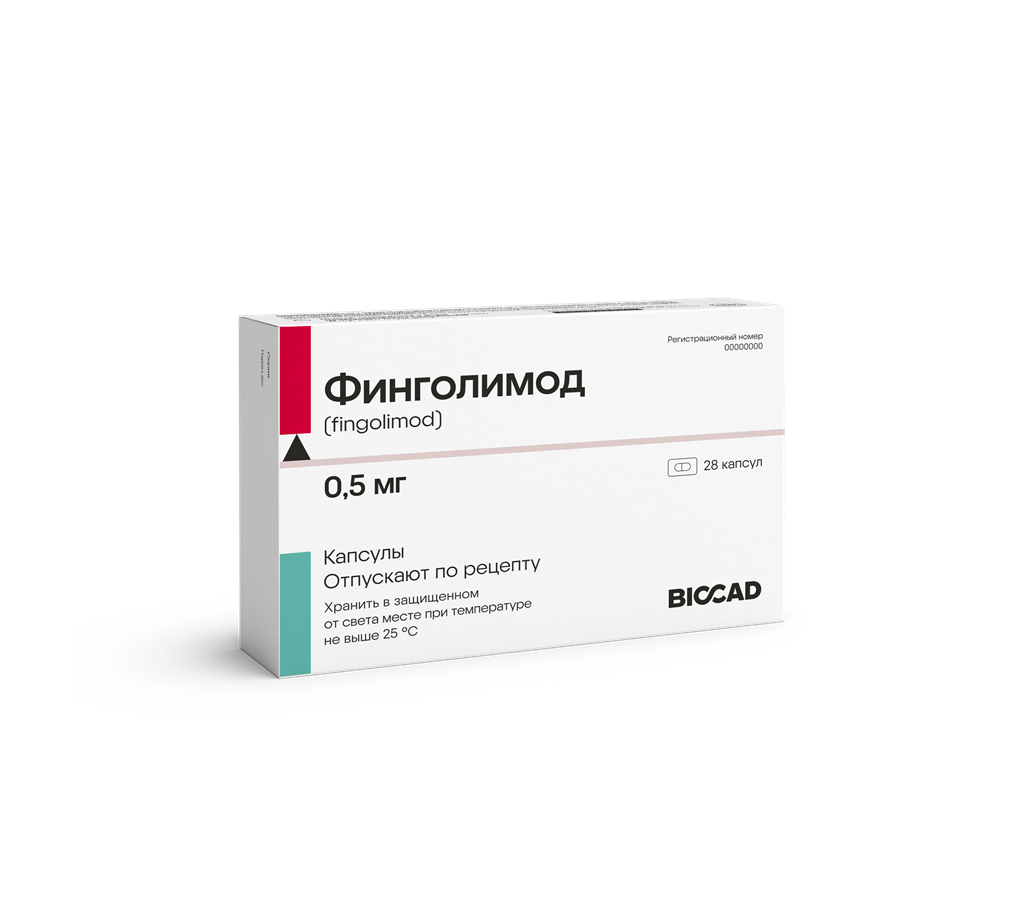 Регистрационный номер
00000000
Финголимод
(fingolimod)
0,5 мг
28 капсул
Капсулы
Отпускают по рецепту
Хранить в защищенном
от света месте при температуре
не выше 25 °C
BIOCAD